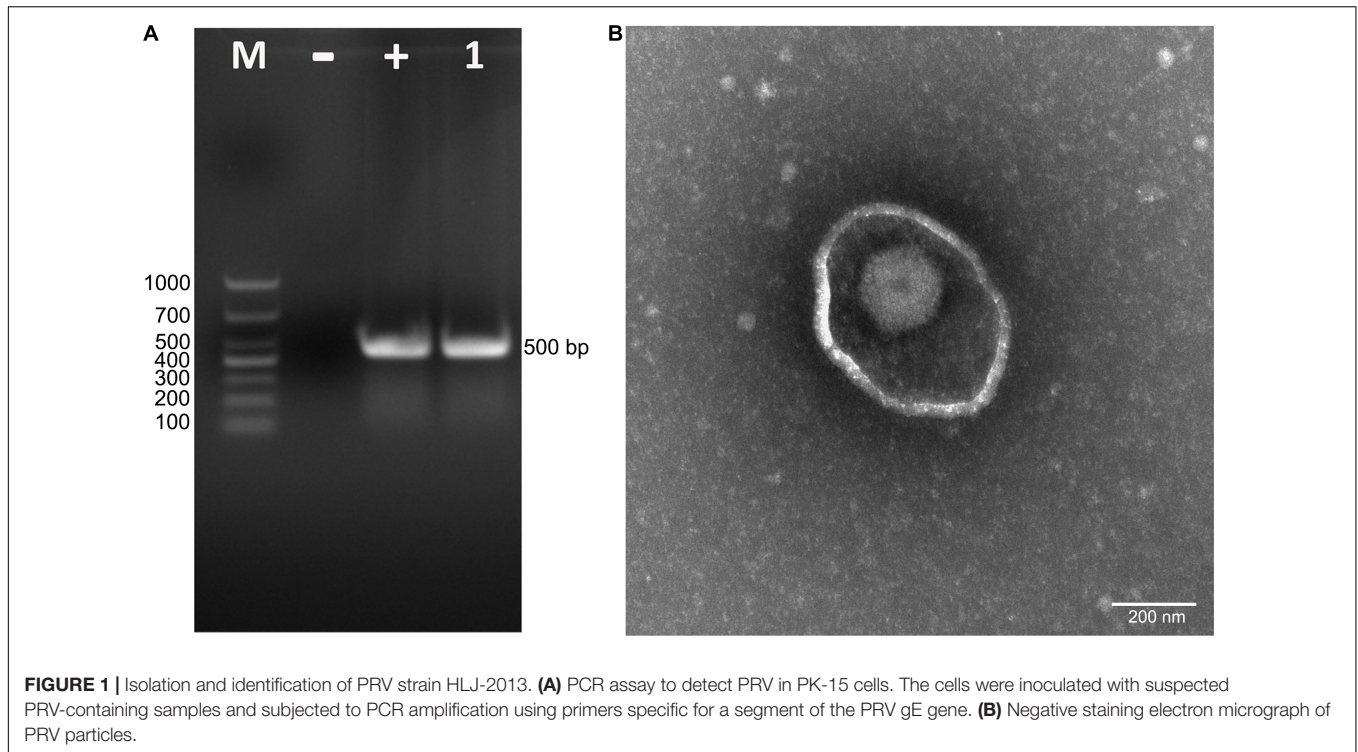 A
M - + 1
1000
700
500
400
300
200
100
500 bp
B
200 nm
FIGURE 1 | Isolation and identification of PRV strain HLJ-2013. (A) PCR assay to detect PRV in PK-15 cells. The cells were inoculated with suspected
PRV-containing samples and subjected to PCR amplification using primers specific for a segment of the PRV gE gene. (B) Negative staining electron micrograph of
PRV particles.